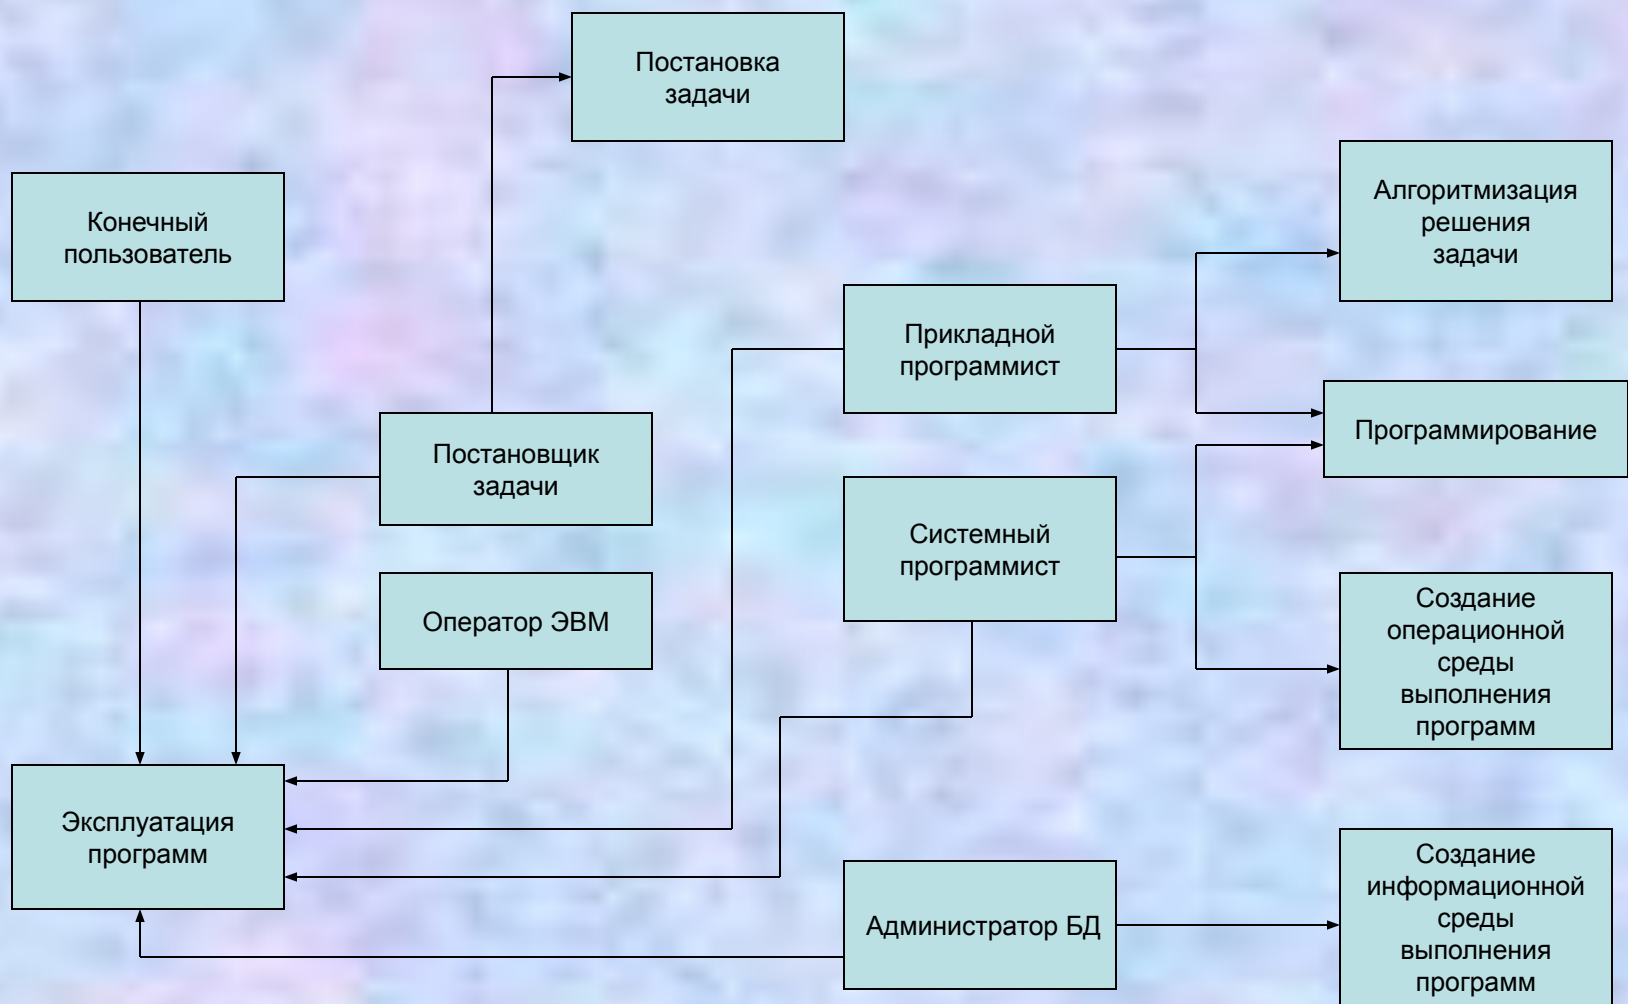 Постановка
задачи
Конечный
пользователь
Алгоритмизация
решения
задачи
Прикладной
программист
Программирование
Постановщик
задачи
Системный
программист
Оператор ЭВМ
Создание
операционной
среды
выполнения
программ
Эксплуатация
программ
Администратор БД
Создание
информационной
среды
выполнения
программ